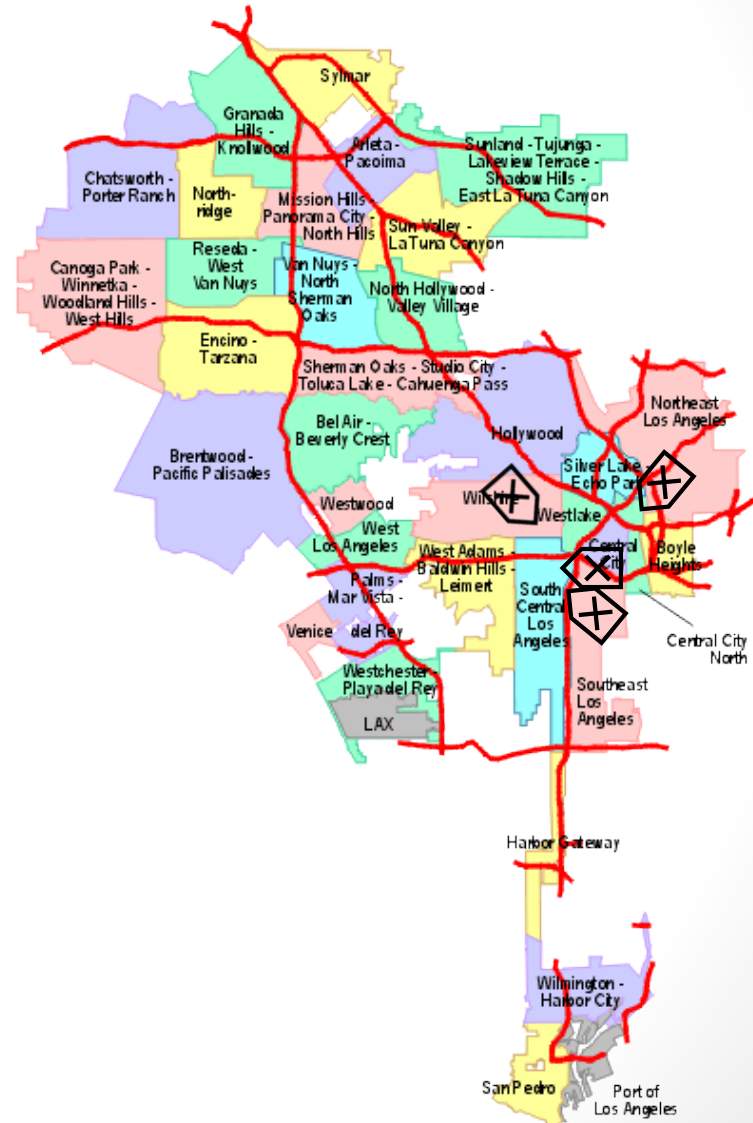 Sylmar
Granada
Hills -
Knollwood
Arleta -
Pacoima
Sunland - Tujunga -
Lakeview Terrace -
Shadow Hills -
East La Tuna Canyon
Chatsworth -
Porter Ranch
North-
ridge
Mission Hills -
Panorama City -
North Hills
Sun Valley -
La Tuna Canyon
Canoga Park -
Winnetka -
Woodland Hills -
West Hills
Reseda -
West
Van Nuys
Van Nuys -
North
Sherman
Oaks
North Hollywood -
Valley Village
Encino -
Tarzana
Sherman Oaks - Studio City -
Toluca Lake - Cahuenga Pass
Northeast
Los Angeles
Brentwood -
Pacific Palisades
Bel Air -
Beverly Crest
Hollywood
Silver Lake -
Echo Park
Westwood
Wilshire
Westlake
West
Los Angeles
Central
City
Boyle
Heights
West Adams -
Baldwin Hills -
Leimert
Palms -
Mar Vista -
del Rey
South
Central
Los
Angeles
Venice
Central City
North
Westchester -
Playa del Rey
LAX
Southeast
Los
Angeles
Harbor Gateway
Wilmington -
Harbor City
San Pedro
Port of
Los Angeles